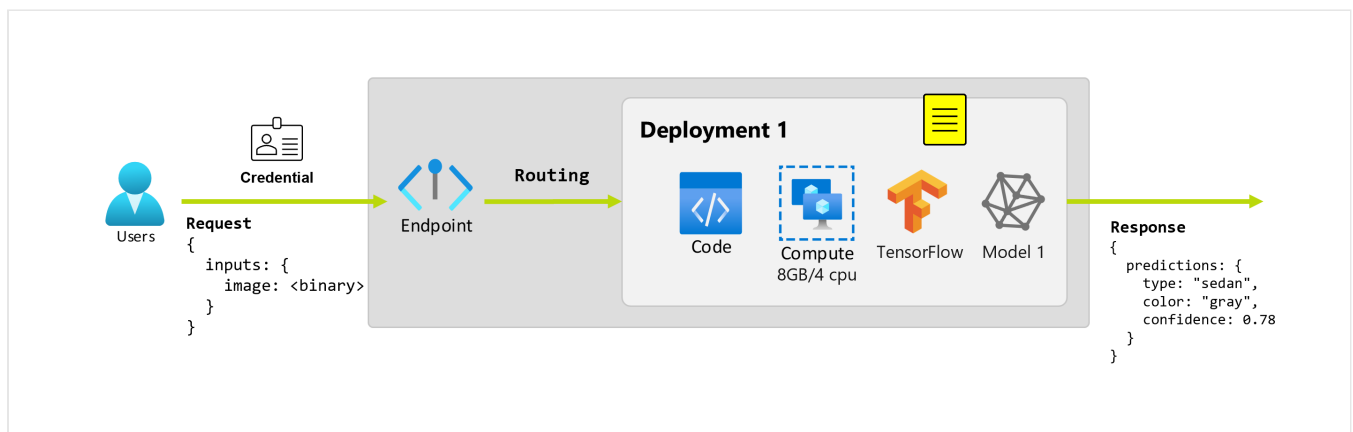 Credential
Users
Request
{
  inputs: {
    image: <binary>
  }
}
Endpoint
Routing
Deployment 1
Code
Compute
8GB/4 cpu
TensorFlow
Model 1
Response
{
  predictions: {
    type: "sedan",
    color: "gray",
    confidence: 0.78
  }
}